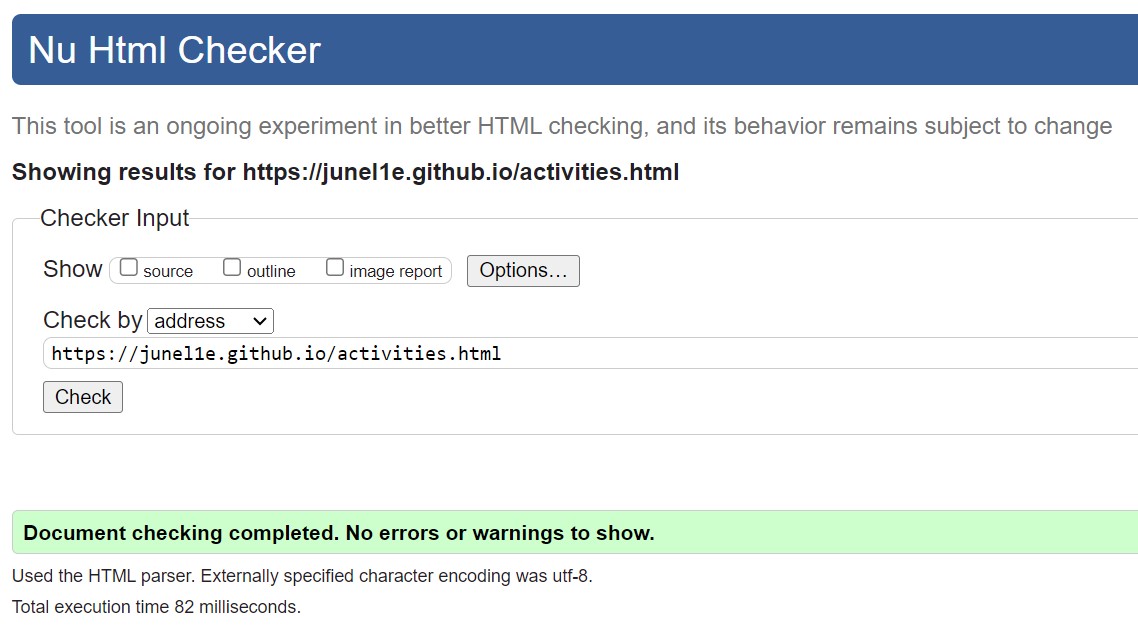 Nu Html Checker
This tool is an ongoing experiment in better HTML checking, and its behavior remains subject to change
Showing results for https://junel1e.github.io/activities.html
Checker Input
Show source outline image report Options…
Check by address
https://junel1e.github.io/activities.html
Check
Document checking completed. No errors or warnings to show.
Used the HTML parser. Externally specified character encoding was utf-8.
Total execution time 82 milliseconds.